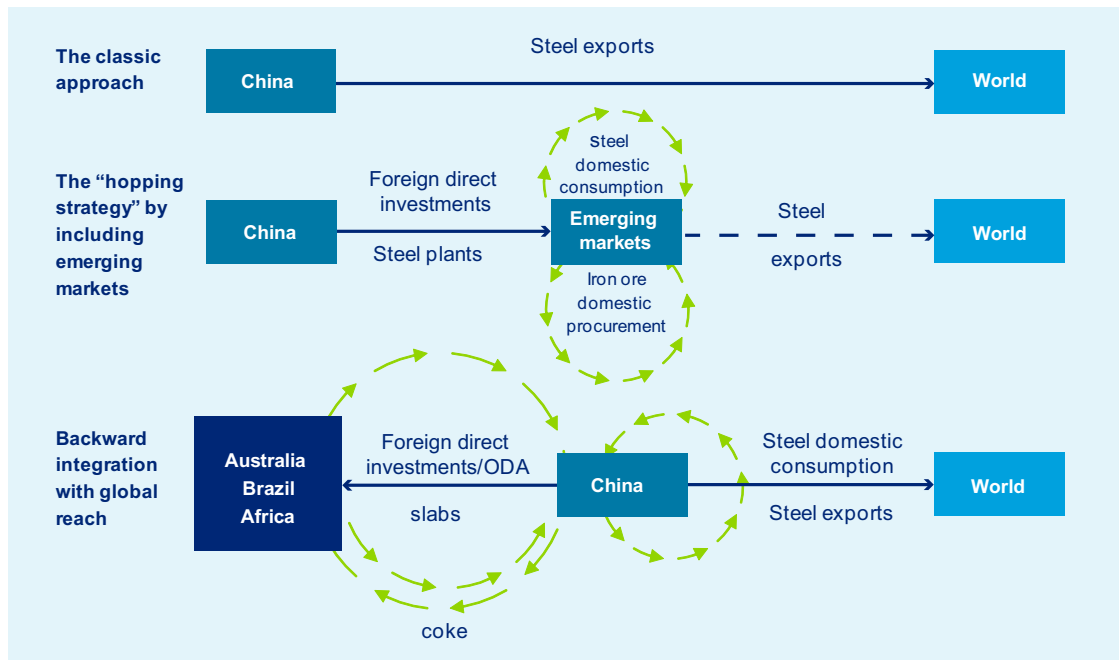 The classic
approach
China
Steel exports
World
The “hopping
strategy” by
including
emerging
markets
China
Foreign direct
investments
Steel plants
Steel
domestic
consumption
Emerging
markets
Iron ore
domestic
procurement
Steel
exports
World
Backward
integration
with global
reach
Australia
Brazil
Africa
Foreign direct
investments/ODA
slabs
coke
China
Steel domestic
consumption
Steel exports
World